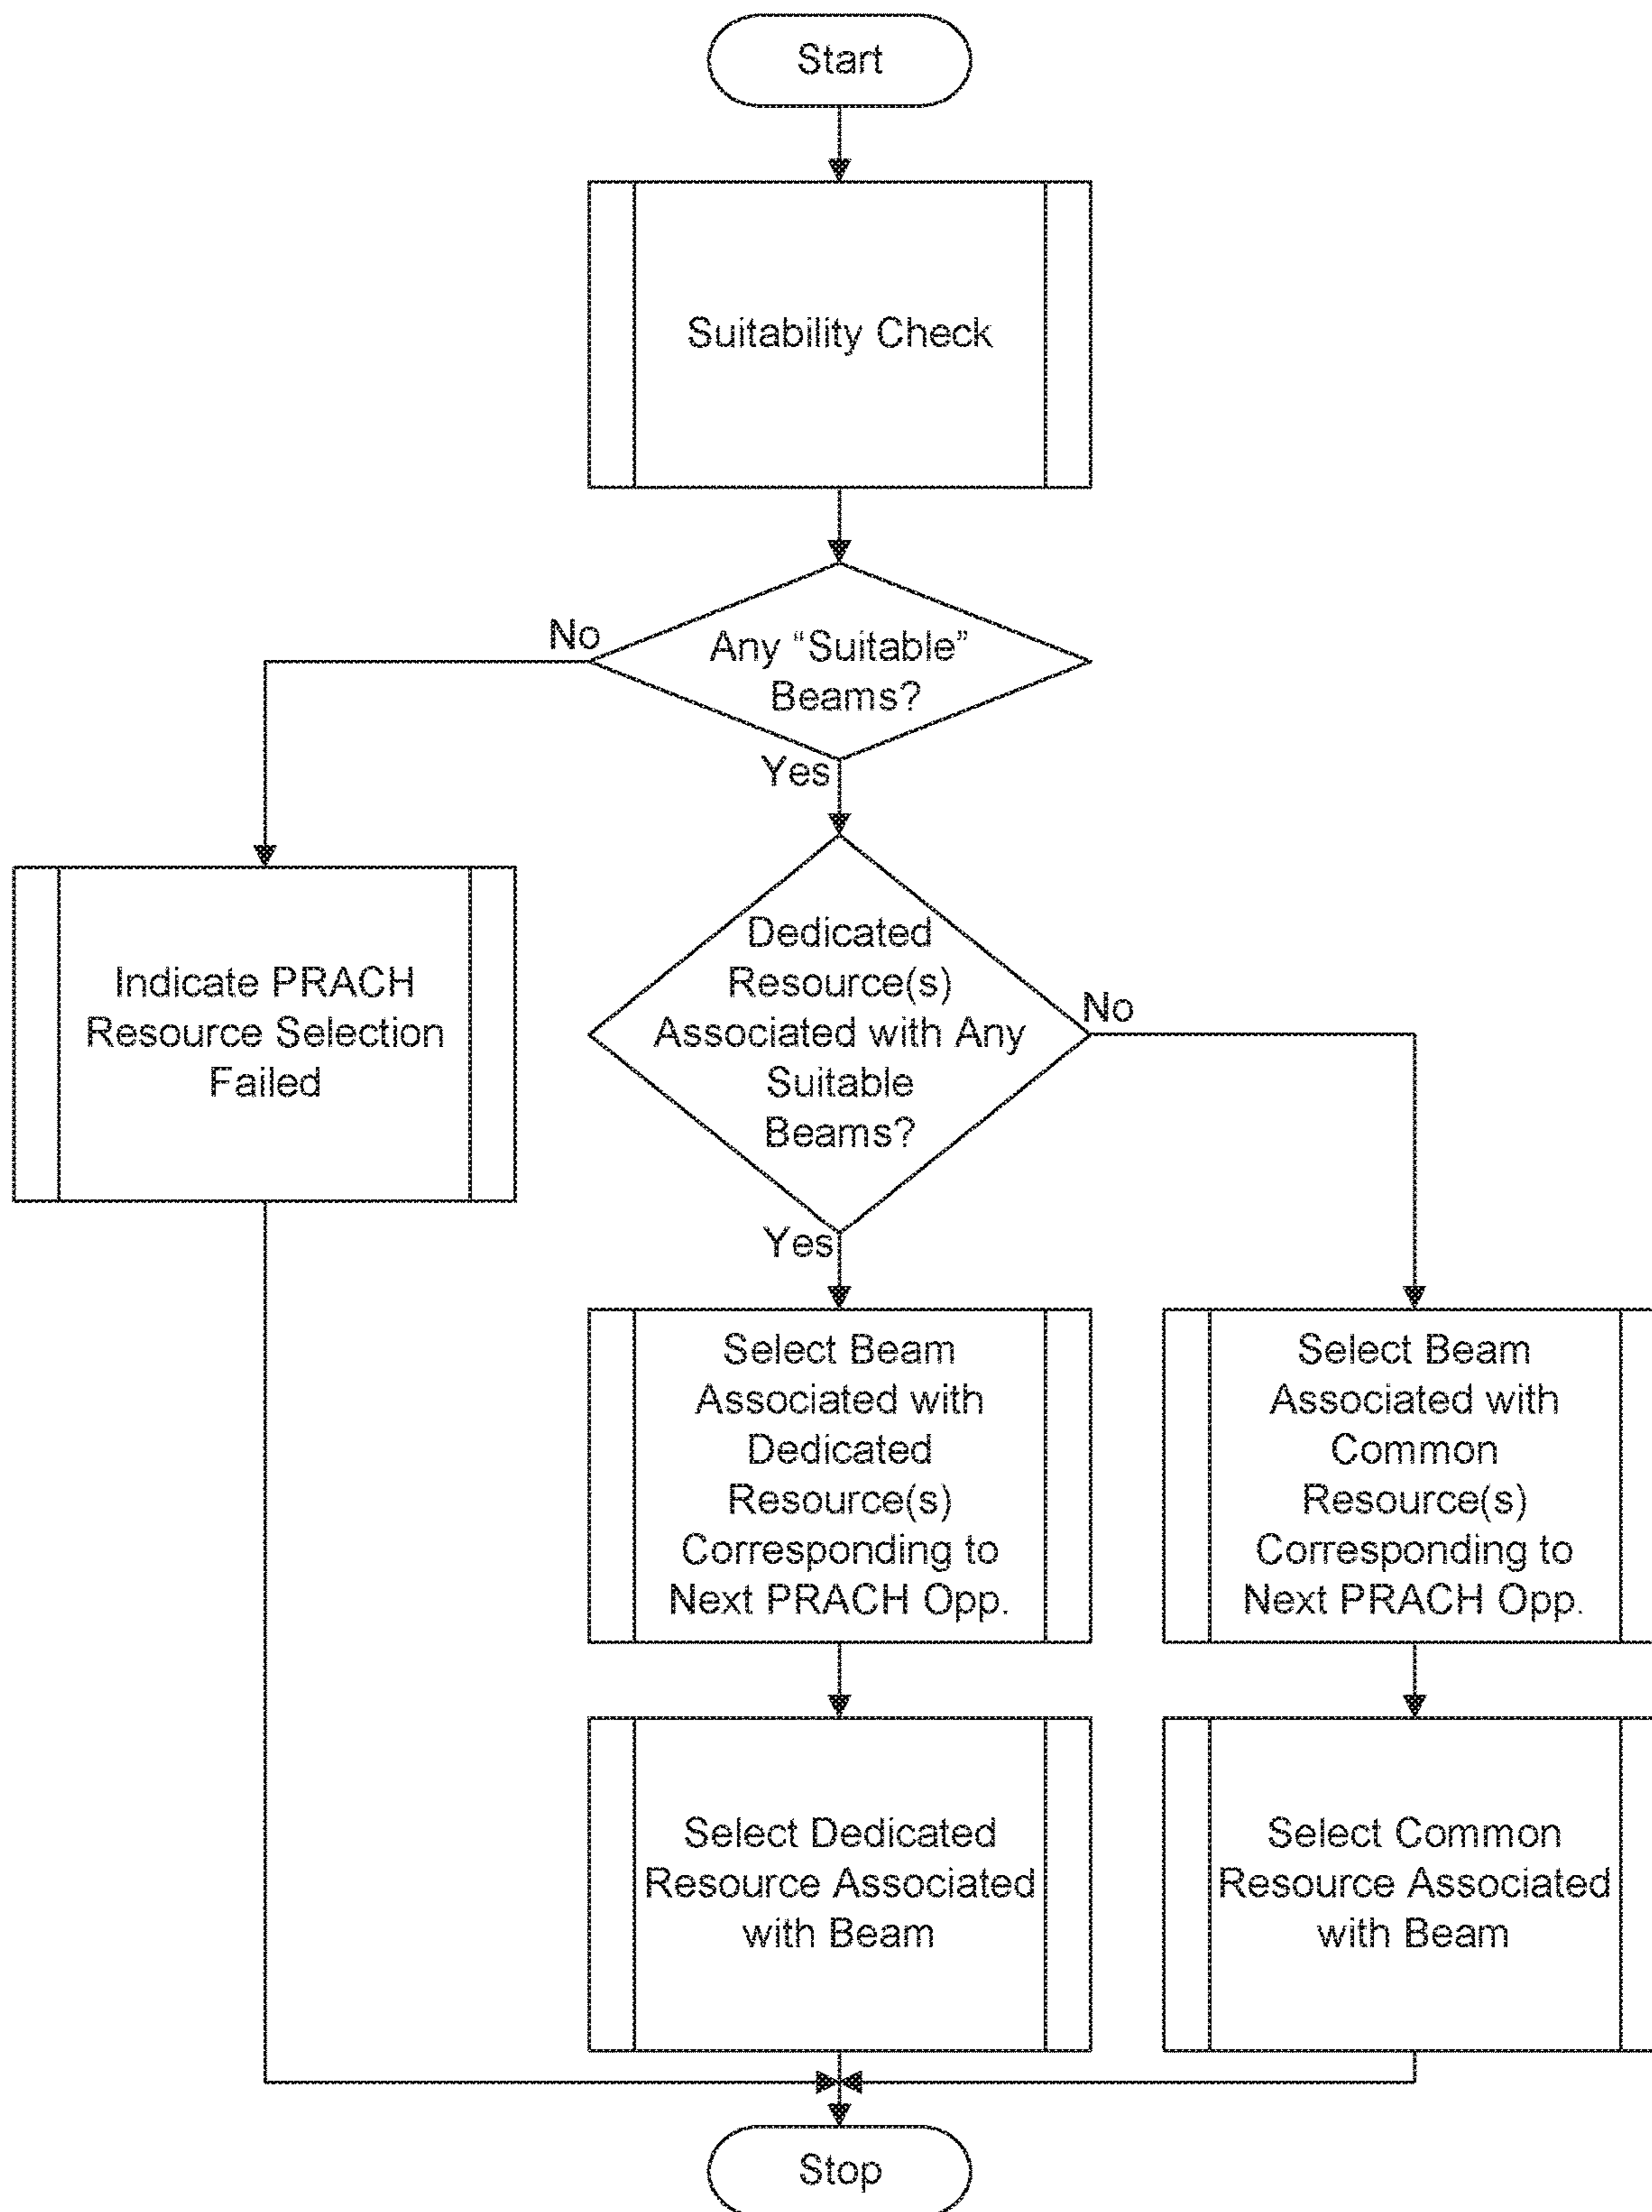 Start
Suitability Check
No
Any “Suitable”
Beams?
Yes
Indicate PRACH
Resource Selection
Failed
Dedicated
Resource(s)
Associated with Any
Suitable
Beams?
No
Yes
Select Beam
Associated with
Dedicated
Resource(s)
Corresponding to
Next PRACH Opp.
Select Beam
Associated with
Common
Resource(s)
Corresponding to
Next PRACH Opp.
Select Dedicated
Resource Associated
with Beam
Select Common
Resource Associated
with Beam
Stop